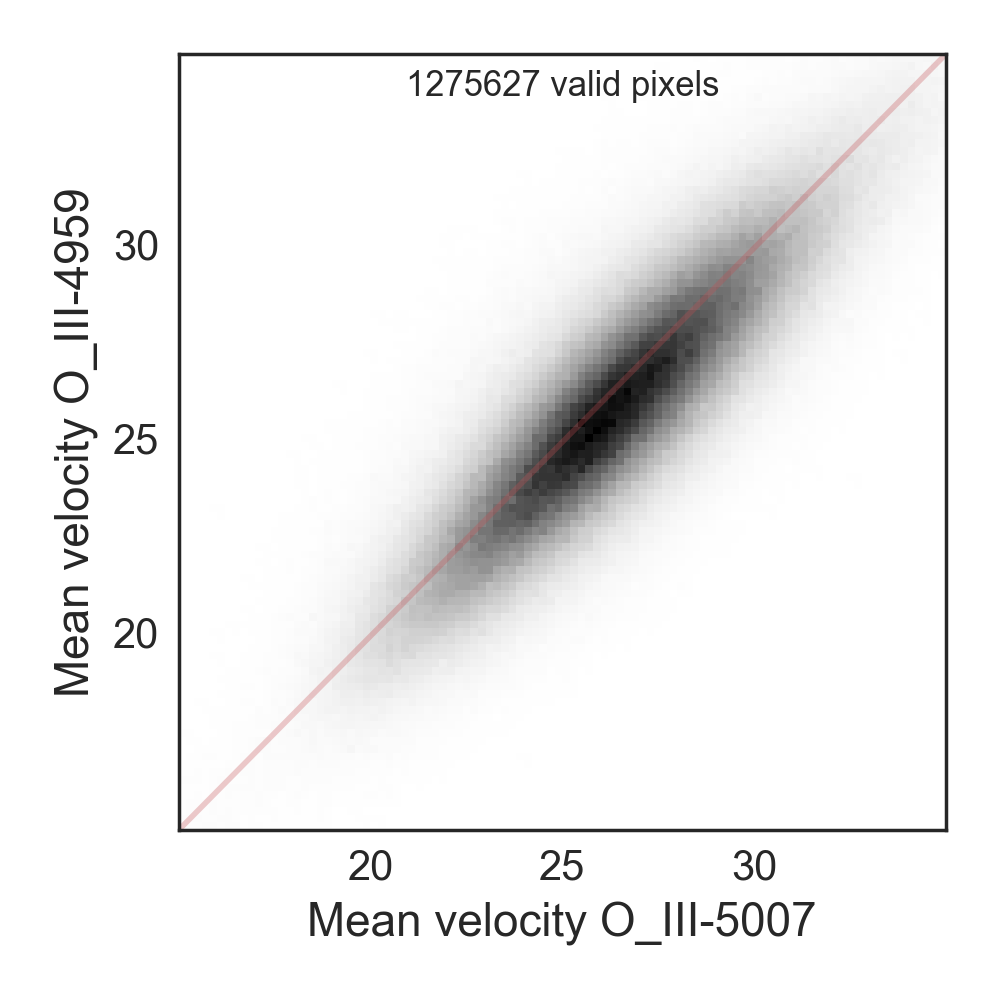 1275627 valid pixels
Mean velocity O_III-4959
30
25
20
20 25 30
Mean velocity O_III-5007